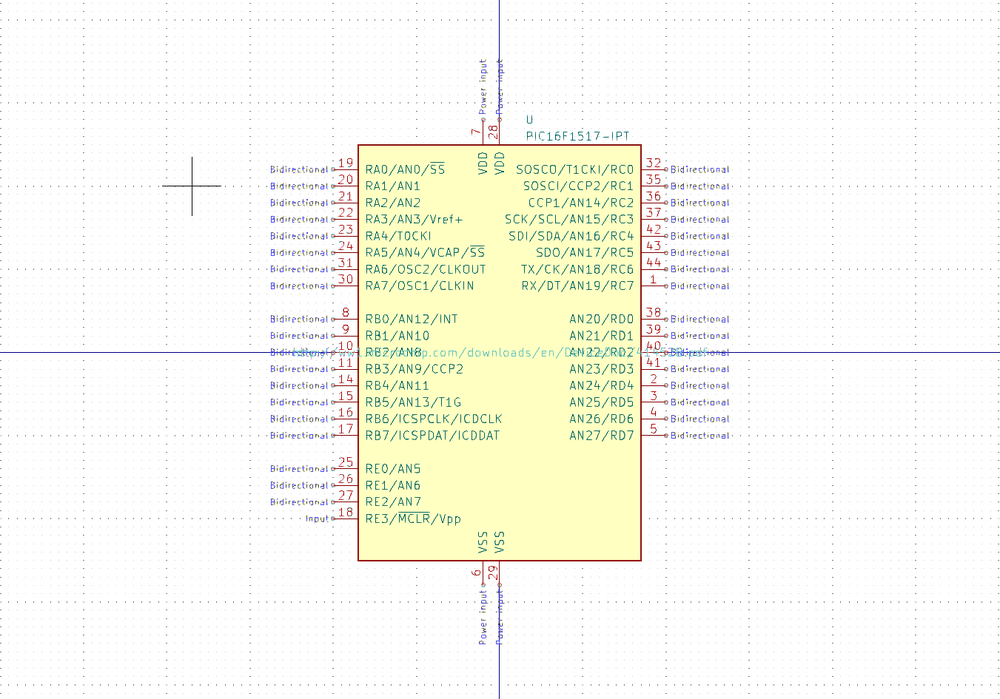 Power input
Power input
7
28
U
PIC16F1517-IPT
VDD
VDD
Bidirectional 19 RA0/AN0/SS SOSCO/T1CKI/RC0 32 Bidirectional
Bidirectional 20 RA1/AN1 SOSCI/CCP2/RC1 35 Bidirectional
Bidirectional 21 RA2/AN2 CCP1/AN14/RC2 36 Bidirectional
Bidirectional 22 RA3/AN3/Vref+ SCK/SCL/AN15/RC3 37 Bidirectional
Bidirectional 23 RA4/T0CKI SDI/SDA/AN16/RC4 42 Bidirectional
Bidirectional 24 RA5/AN4/VCAP/SS SDO/AN17/RC5 43 Bidirectional
Bidirectional 31 RA6/OSC2/CLKOUT TX/CK/AN18/RC6 44 Bidirectional
Bidirectional 30 RA7/OSC1/CLKIN RX/DT/AN19/RC7 1 Bidirectional
Bidirectional 8 RB0/AN12/INT AN20/RD0 38 Bidirectional
Bidirectional 9 RB1/AN10 AN21/RD1 39 Bidirectional
Bidirectional 10 RB2/AN8 AN22/RD2 40 Bidirectional
Bidirectional 11 RB3/AN9/CCP2 AN23/RD3 41 Bidirectional
Bidirectional 14 RB4/AN11 AN24/RD4 2 Bidirectional
Bidirectional 15 RB5/AN13/T1G AN25/RD5 3 Bidirectional
Bidirectional 16 RB6/ICSPCLK/ICDCLK AN26/RD6 4 Bidirectional
Bidirectional 17 RB7/ICSPDAT/ICDDAT AN27/RD7 5 Bidirectional
Bidirectional 25 RE0/AN5
Bidirectional 26 RE1/AN6
Bidirectional 27 RE2/AN7
Input 18 RE3/MCLR/Vpp
VSS
VSS
6
29
Power input
Power input